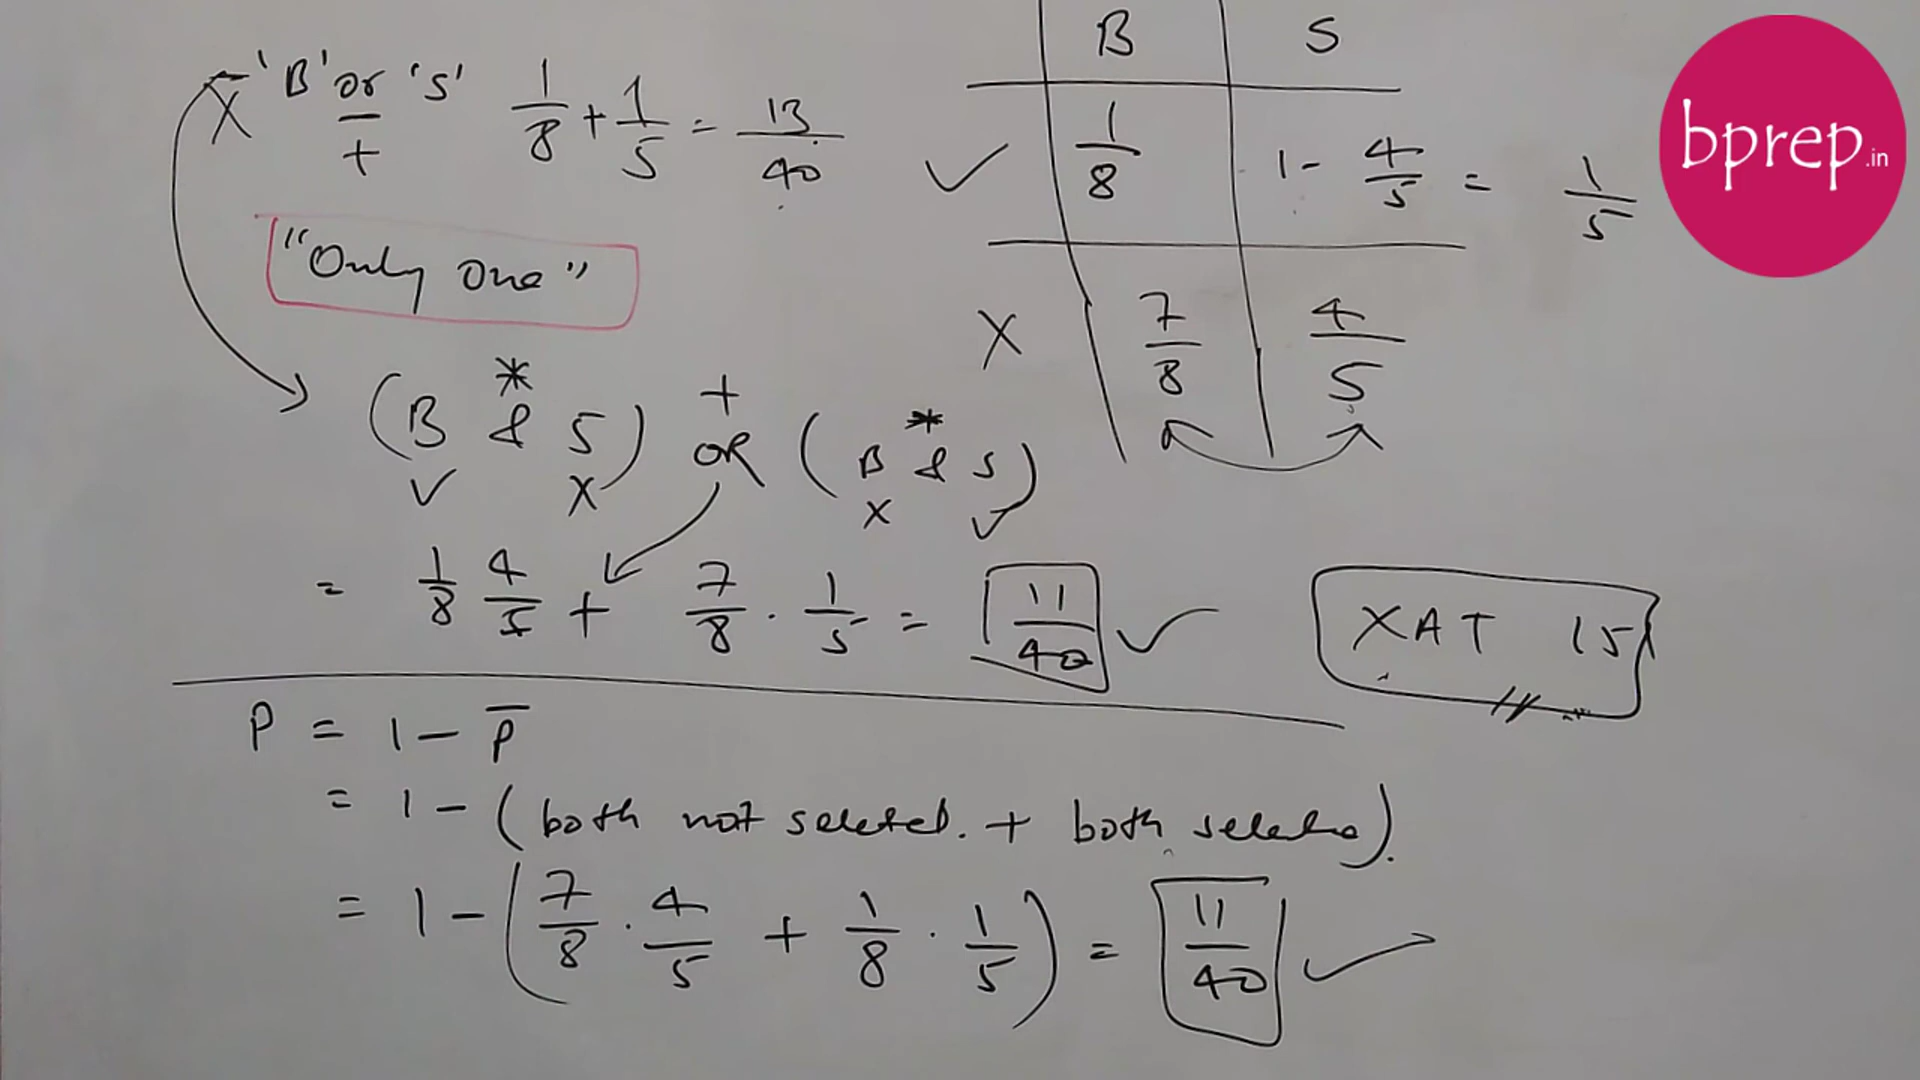 'B' or 'S' 1/8 + 1/5 = 13/40
X +
"Only one"
B S
✓ 1/8 1 - 4/5 = 1/5
X 7/8 4/5
bprep.in
* + *
(B & S) OR (B & S)
✓ X X ✓
= 1/8 4/5 + 7/8 . 1/5 = 11/40 ✓
XAT 15
P = 1 - P̅
= 1 - (both not selected. + both selected).
= 1 - (7/8 . 4/5 + 1/8 . 1/5) = 11/40 ✓